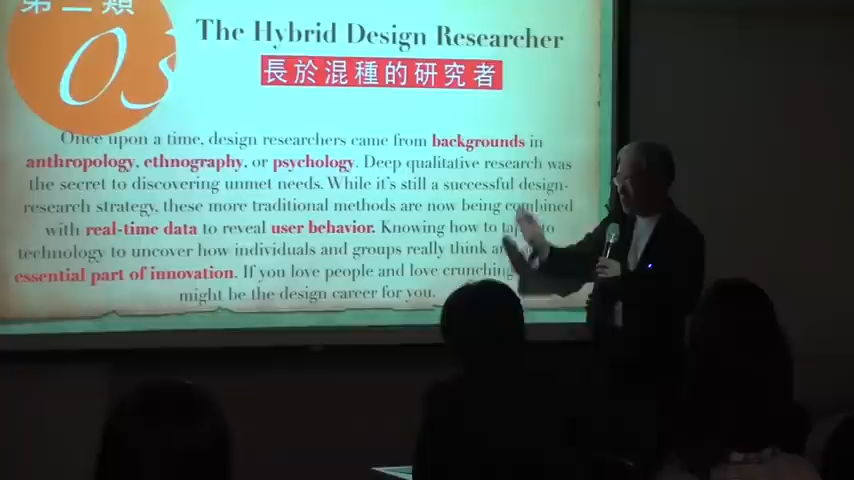 第三類
03
The Hybrid Design Researcher
長於混種的研究者
Once upon a time, design researchers came from backgrounds in
anthropology, ethnography, or psychology. Deep qualitative research was
the secret to discovering unmet needs. While it's still a successful design-
research strategy, these more traditional methods are now being combined
with real-time data to reveal user behavior. Knowing how to
technology to uncover how individuals and groups really think
essential part of innovation. If you love people and love crunching
might be the design career for you.